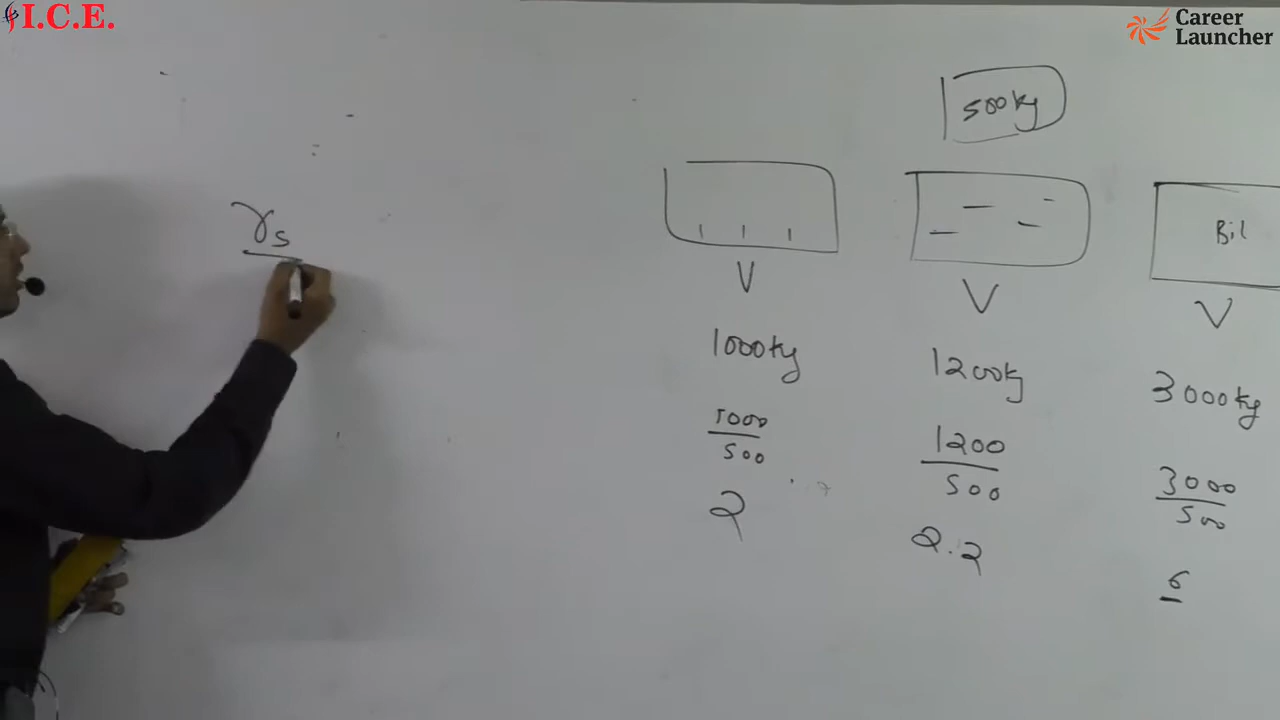 I.C.E.
Career
Launcher
500kg
γs
Bil
V
V
V
1000kg
1200kg
3000kg
1000
500
1200
500
3000
500
2
2.2
6